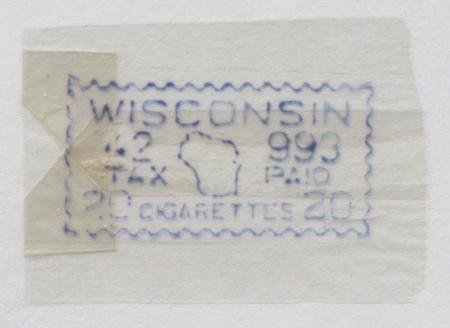 WISCONSIN
42 993
TAX PAID
20 CIGARETTES 20